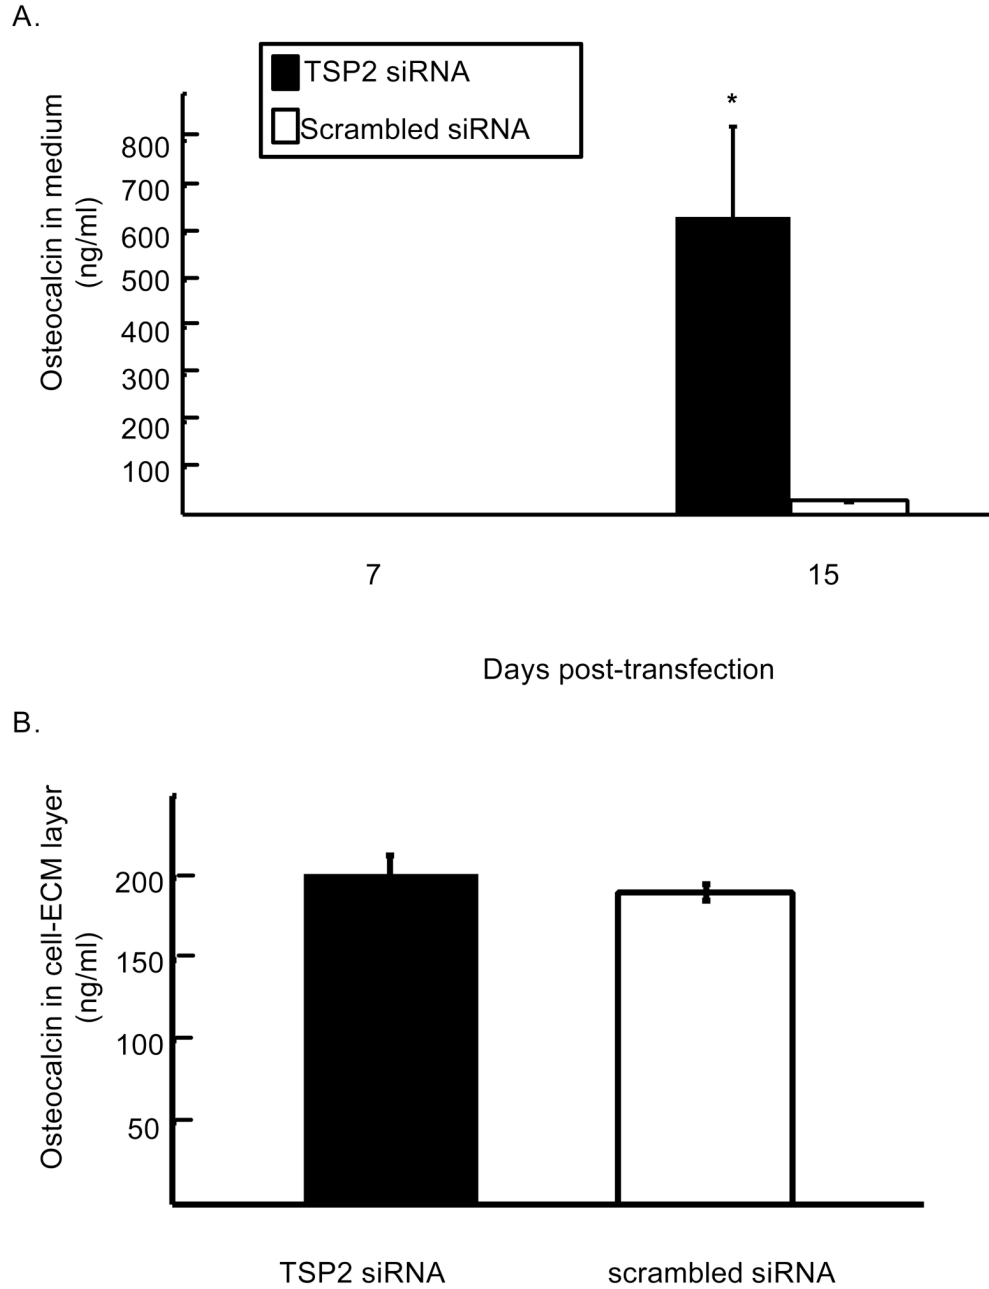 A.
TSP2 siRNA
Scrambled siRNA
*
Osteocalcin in medium
(ng/ml)
800
700
600
500
400
300
200
100
7
15
Days post-transfection
B.
Osteocalcin in cell-ECM layer
(ng/ml)
200
150
100
50
TSP2 siRNA
scrambled siRNA